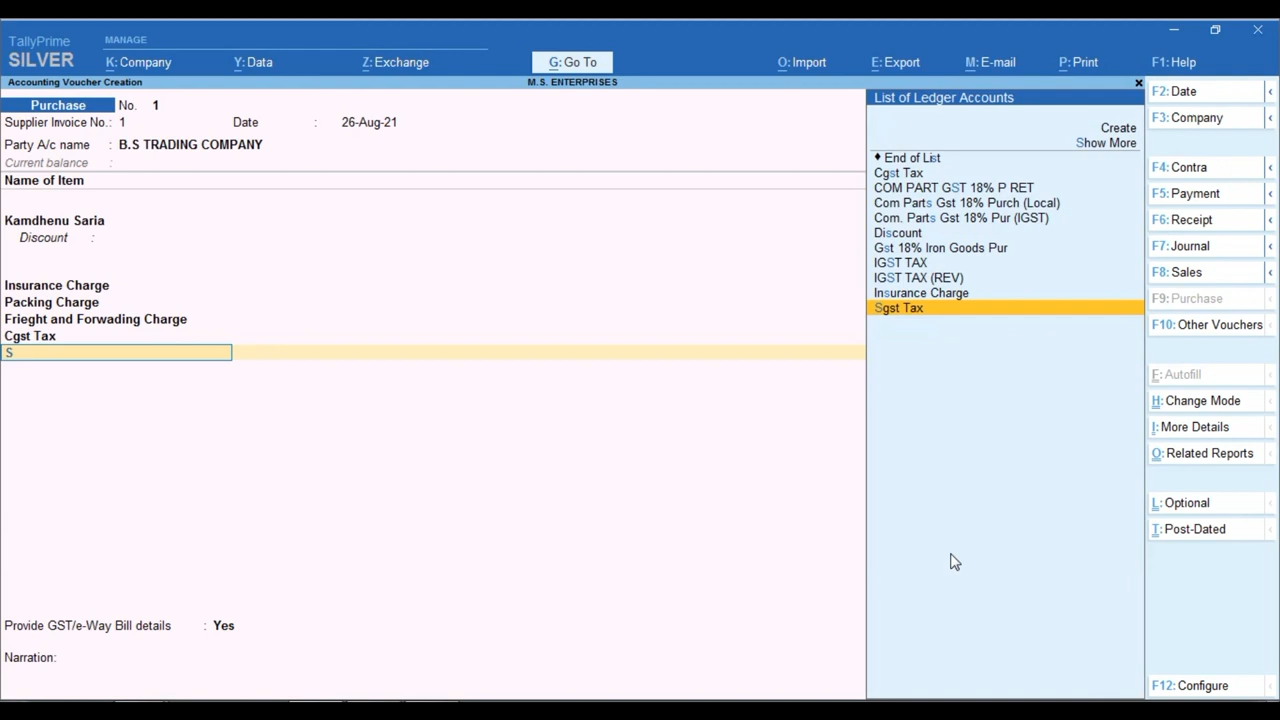 TallyPrime
SILVER
MANAGE
K: Company
Y: Data
Z: Exchange
G: Go To
O: Import
E: Export
M: E-mail
P: Print
F1: Help
Accounting Voucher Creation
M.S. ENTERPRISES
Purchase No. 1
Supplier Invoice No.: 1 Date : 26-Aug-21
Party A/c name : B.S TRADING COMPANY
Current balance :
Name of Item
Kamdhenu Saria
Discount :
Insurance Charge
Packing Charge
Frieght and Forwading Charge
Cgst Tax
S
Provide GST/e-Way Bill details : Yes
Narration:
List of Ledger Accounts
Create
Show More
♦ End of List
Cgst Tax
COM PART GST 18% P RET
Com Parts Gst 18% Purch (Local)
Com. Parts Gst 18% Pur (IGST)
Discount
Gst 18% Iron Goods Pur
IGST TAX
IGST TAX (REV)
Insurance Charge
Sgst Tax
F2: Date
F3: Company
F4: Contra
F5: Payment
F6: Receipt
F7: Journal
F8: Sales
F9: Purchase
F10: Other Vouchers
F: Autofill
H: Change Mode
I: More Details
O: Related Reports
L: Optional
T: Post-Dated
F12: Configure